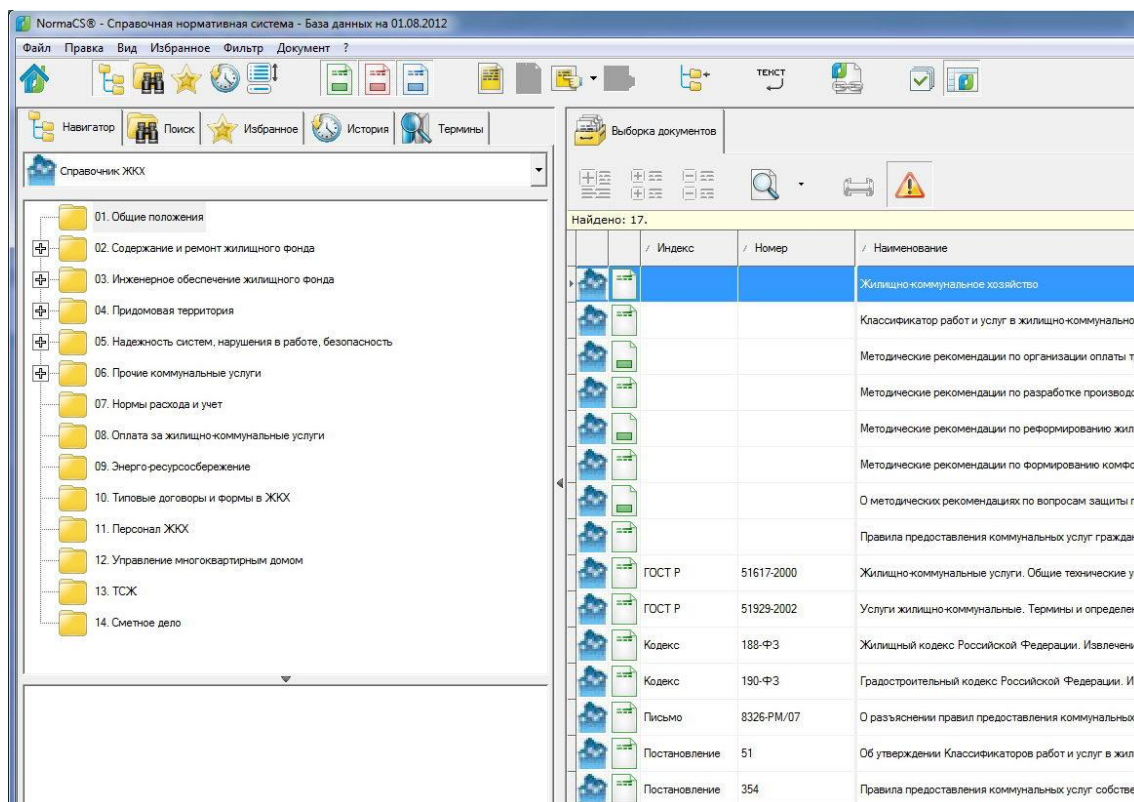 NormaCS® - Справочная нормативная система - База данных на 01.08.2012
Файл Правка Вид Избранное Фильтр Документ ?
ТЕКСТ
Навигатор Поиск Избранное История Термины
Справочник ЖКХ
01. Общие положения
02. Содержание и ремонт жилищного фонда
03. Инженерное обеспечение жилищного фонда
04. Придомовая территория
05. Надежность систем, нарушения в работе, безопасность
06. Прочие коммунальные услуги
07. Нормы расхода и учет
08. Оплата за жилищно-коммунальные услуги
09. Энерго-ресурсосбережение
10. Типовые договоры и формы в ЖКХ
11. Персонал ЖКХ
12. Управление многоквартирным домом
13. ТСЖ
14. Сметное дело
Выборка документов
Найдено: 17.
/ Индекс / Номер / Наименование
Жилищно-коммунальное хозяйство
Классификатор работ и услуг в жилищно-коммунально
Методические рекомендации по организации оплаты т
Методические рекомендации по разработке производс
Методические рекомендации по реформированию жил
Методические рекомендации по формированию комфо
О методических рекомендациях по вопросам защиты п
Правила предоставления коммунальных услуг граждан
ГОСТ Р 51617-2000 Жилищно-коммунальные услуги. Общие технические у
ГОСТ Р 51929-2002 Услуги жилищно-коммунальные. Термины и определен
Кодекс 188-ФЗ Жилищный кодекс Российской Федерации. Извлечени
Кодекс 190-ФЗ Градостроительный кодекс Российской Федерации. И
Письмо 8326-РМ/07 О разъяснении правил предоставления коммунальных
Постановление 51 Об утверждении Классификаторов работ и услуг в жил
Постановление 354 Правила предоставления коммунальных услуг собстве